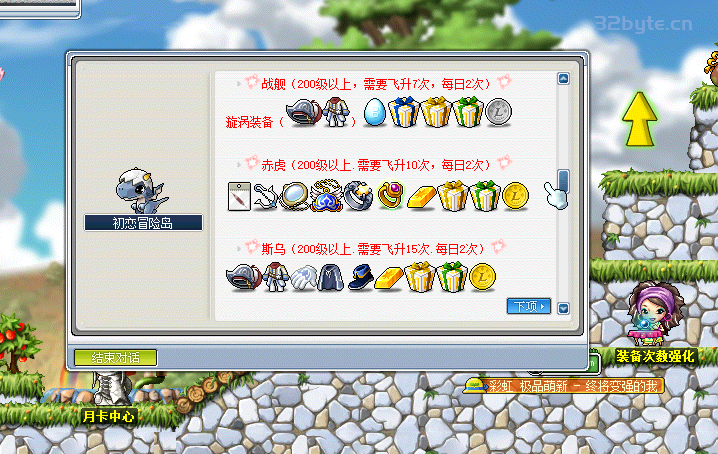 32byte.cn
战舰（200级以上，需要飞升7次，每日2次）
漩涡装备（ ）
赤虎（200级以上.需要飞升10次，每日2次）
初恋冒险岛
斯乌（200级以上.需要飞升15次.每日2次）
下项
结束对话
装备次数强化
彩虹 极品萌新 - 终将变强的我
月卡中心